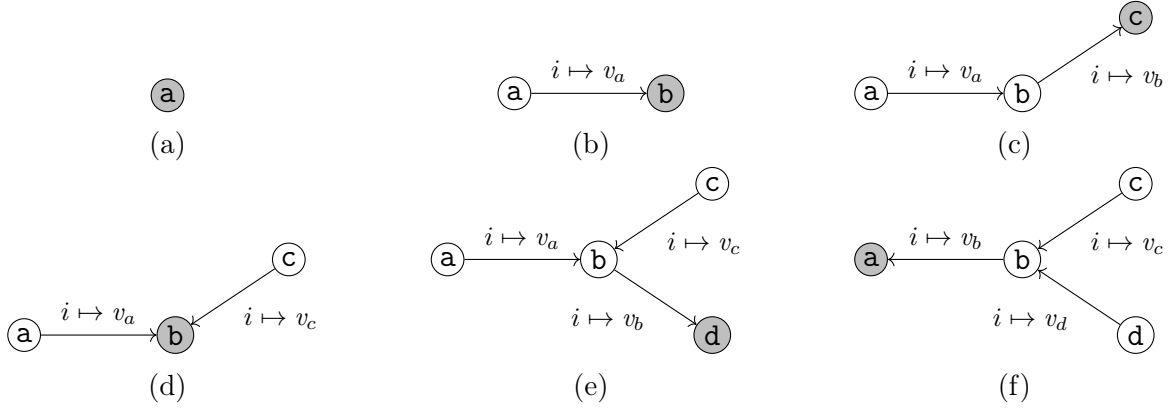 c
a
i ↦ v_a
i ↦ v_a
a
b
a
b
i ↦ v_b
(a)
(b)
(c)
c
c
i ↦ v_a
i ↦ v_c
i ↦ v_b
i ↦ v_c
c
a
b
a
b
i ↦ v_a
i ↦ v_c
i ↦ v_b
i ↦ v_d
a
b
d
d
(d)
(e)
(f)